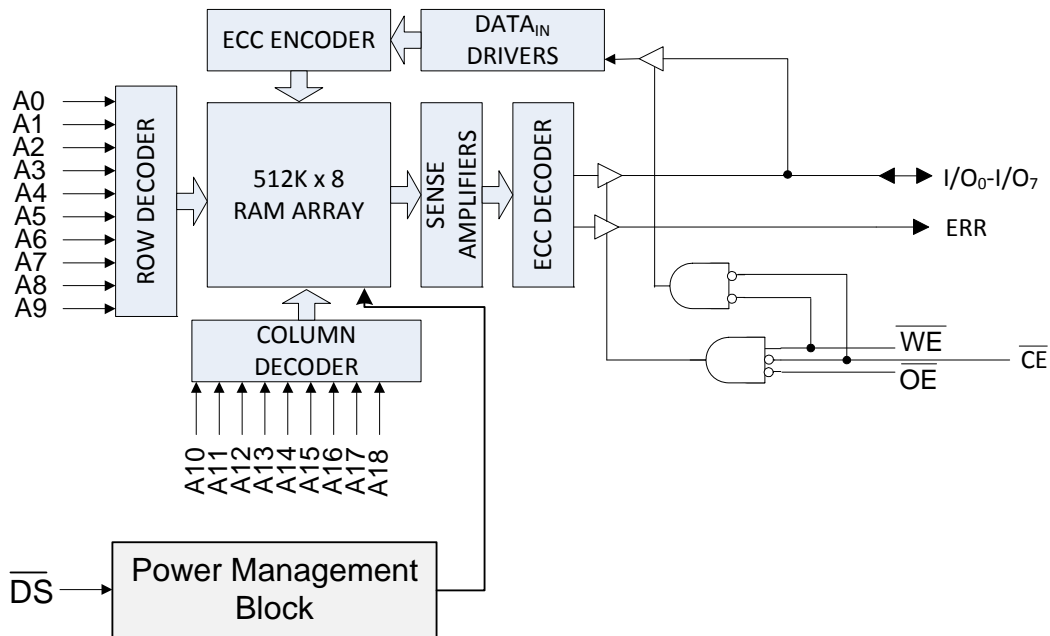 ECC ENCODER
DATAIN
DRIVERS
A0
A1
A2
A3
A4
A5
A6
A7
A8
A9
ROW DECODER
512K x 8
RAM ARRAY
SENSE
AMPLIFIERS
ECC DECODER
I/O0-I/O7
ERR
COLUMN
DECODER
WE
OE
CE
A10
A11
A12
A13
A14
A15
A16
A17
A18
DS
Power Management
Block